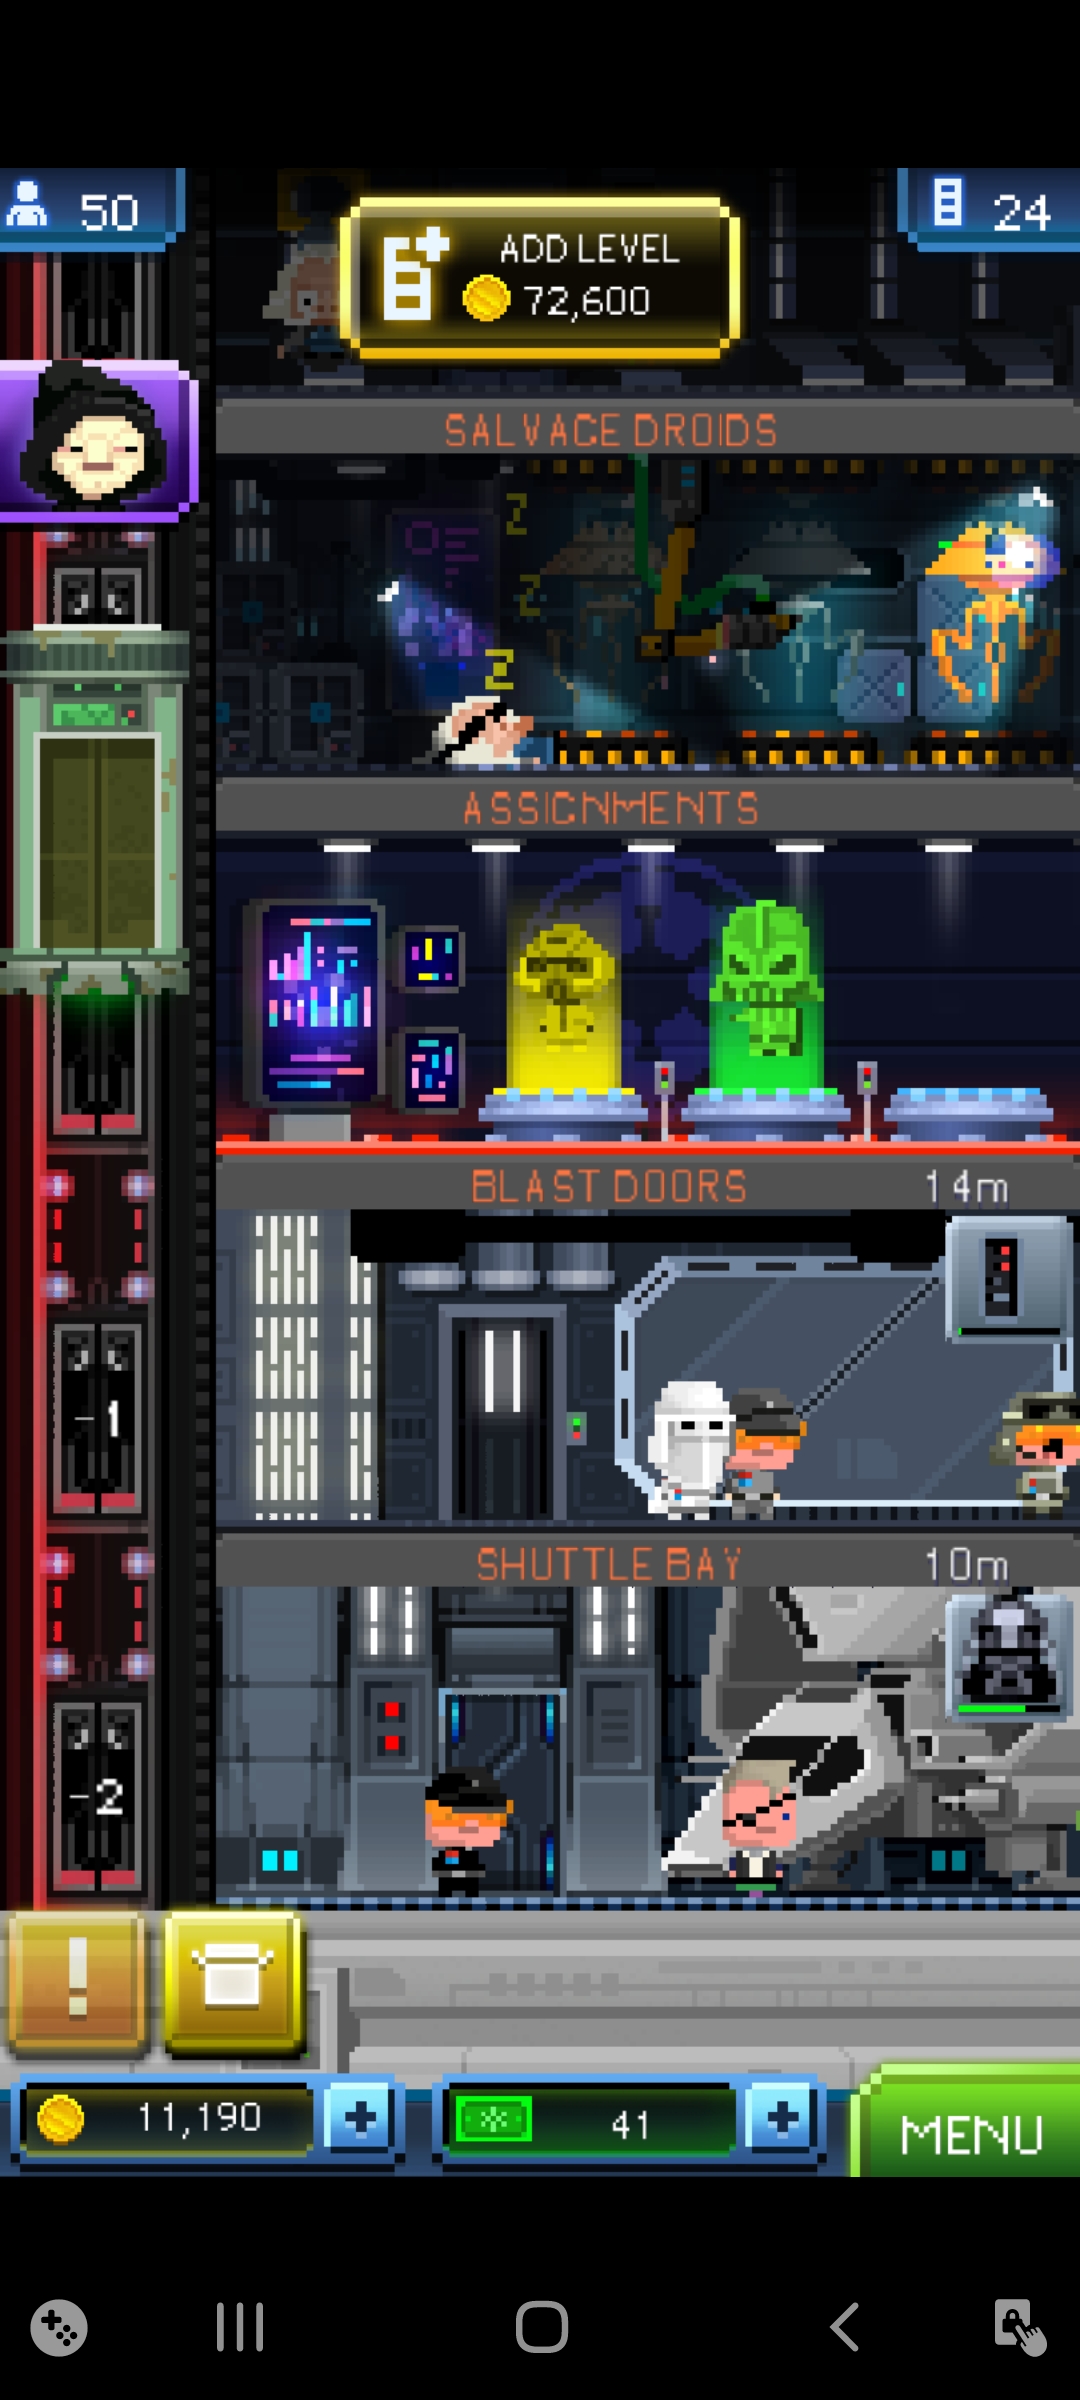 50
ADD LEVEL
72,600
24
SALVAGE DROIDS
Z
Z
Z
ASSIGNMENTS
BLAST DOORS 14m
-1
SHUTTLE BAY 10m
-2
!
11,190
41
MENU